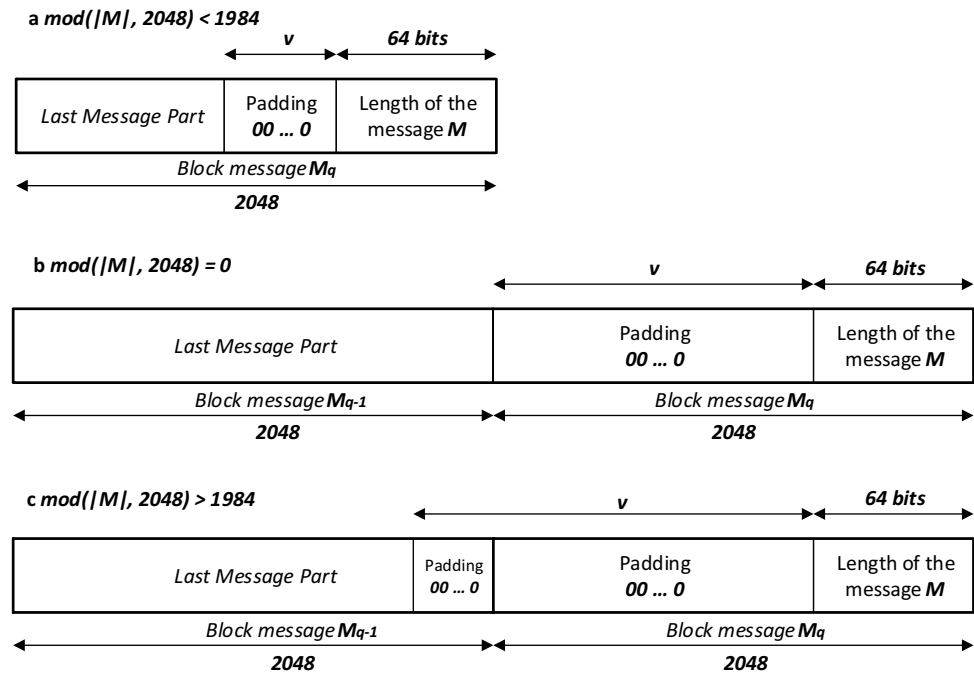 a mod(|M|, 2048) < 1984
v
64 bits
Last Message Part
Padding
00 ... 0
Length of the
message M
Block message Mq
2048
b mod(|M|, 2048) = 0
v
64 bits
Last Message Part
Padding
00 ... 0
Length of the
message M
Block message Mq-1
Block message Mq
2048
2048
c mod(|M|, 2048) > 1984
v
64 bits
Last Message Part
Padding
00 ... 0
Padding
00 ... 0
Length of the
message M
Block message Mq-1
Block message Mq
2048
2048